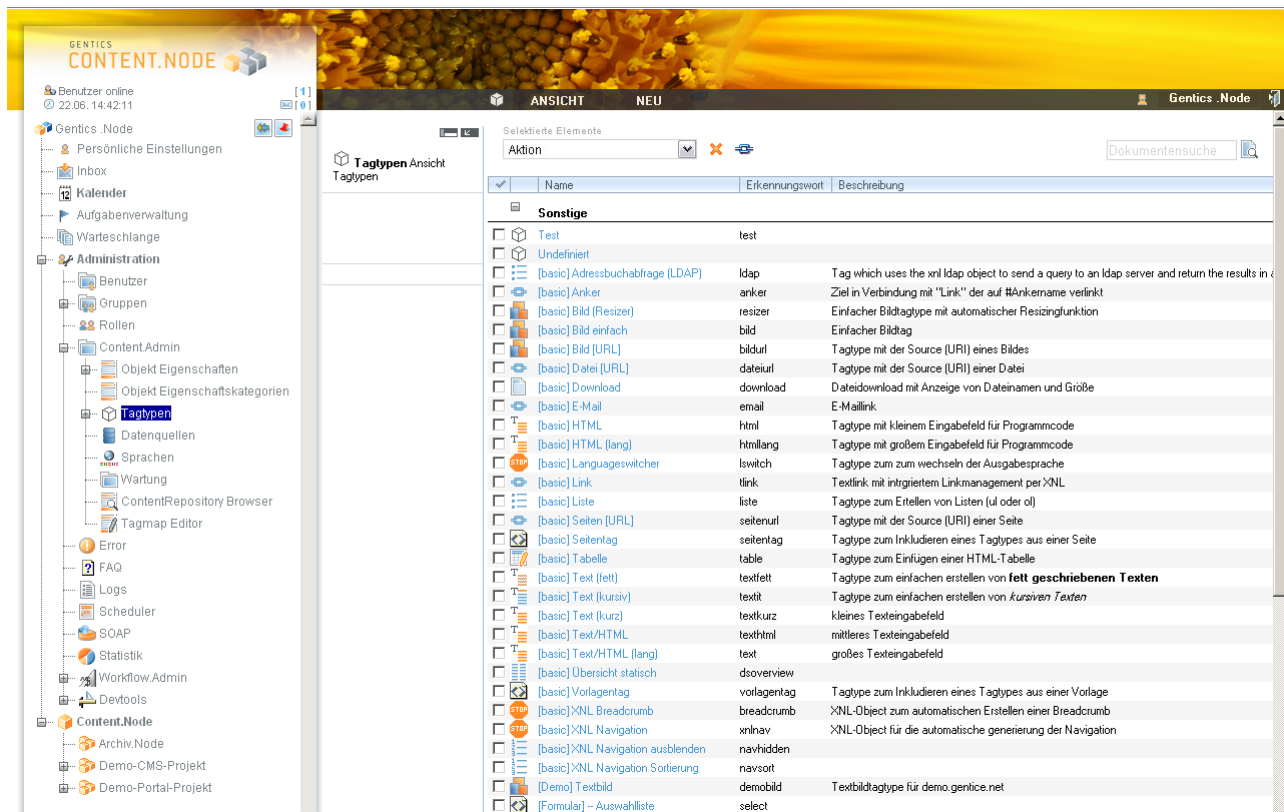 GENTICS
CONTENT.NODE
Benutzer online [1]
22.06. 14:42:11 [0]
ANSICHT NEU Gentics .Node
Gentics .Node
Persönliche Einstellungen
Inbox
12 Kalender
Aufgabenverwaltung
Warteschlange
Administration
Benutzer
Gruppen
Rollen
Content.Admin
Objekt Eigenschaften
Objekt Eigenschaftskategorien
Tagtypen
Datenquellen
Sprachen
Wartung
ContentRepository Browser
Tagmap Editor
Error
FAQ
Logs
Scheduler
SOAP
Statistik
Workflow.Admin
Devtools
Content.Node
Archiv.Node
Demo-CMS-Projekt
Demo-Portal-Projekt
Tagtypen Ansicht
Tagtypen
Selektierte Elemente
Aktion Dokumentensuche
Name Erkennungswort Beschreibung
Sonstige
Test test
Undefiniert
[basic] Adressbuchabfrage (LDAP) ldap Tag which uses the xnl ldap object to send a query to an ldap server and return the results in a
[basic] Anker anker Ziel in Verbindung mit "Link" der auf #Ankername verlinkt
[basic] Bild (Resizer) resizer Einfacher Bildtagtype mit automatischer Resizingfunktion
[basic] Bild einfach bild Einfacher Bildtag
[basic] Bild [URL] bildurl Tagtype mit der Source (URI) eines Bildes
[basic] Datei [URL] dateiurl Tagtype mit der Source (URI) einer Datei
[basic] Download download Dateidownload mit Anzeige von Dateinamen und Größe
[basic] E-Mail email E-Maillink
[basic] HTML html Tagtype mit kleinem Eingabefeld für Programmcode
[basic] HTML (lang) htmllang Tagtype mit großem Eingabefeld für Programmcode
STOP [basic] Languageswitcher lswitch Tagtype zum zum wechseln der Ausgabesprache
[basic] Link tlink Textlink mit intrgriertem Linkmanagement per XNL
[basic] Liste liste Tagtype zum Ertellen von Listen (ul oder ol)
[basic] Seiten [URL] seitenurl Tagtype mit der Source (URI) einer Seite
[basic] Seitentag seitentag Tagtype zum Inkludieren eines Tagtypes aus einer Seite
[basic] Tabelle table Tagtype zum Einfügen einer HTML-Tabelle
[basic] Text (fett) textfett Tagtype zum einfachen erstellen von fett geschriebenen Texten
[basic] Text (kursiv) textit Tagtype zum einfachen erstellen von kursiven Texten
[basic] Text (kurz) textkurz kleines Texteingabefeld
[basic] Text/HTML texthtml mittleres Texteingabefeld
[basic] Text/HTML (lang) text großes Texteingabefeld
[basic] Übersicht statisch dsoverview
[basic] Vorlagentag vorlagentag Tagtype zum Inkludieren eines Tagtypes aus einer Vorlage
STOP [basic] XNL Breadcrumb breadcrumb XNL-Object zum automatischen Erstellen einer Breadcrumb
STOP [basic] XNL Navigation xnlnav XNL-Object für die automatische generierung der Navigation
[basic] XNL Navigation ausblenden navhidden
[basic] XNL Navigation Sortierung navsort
[Demo] Textbild demobild Textbildtagtype für demo.gentice.net
[Formular] -- Auswahlliste select